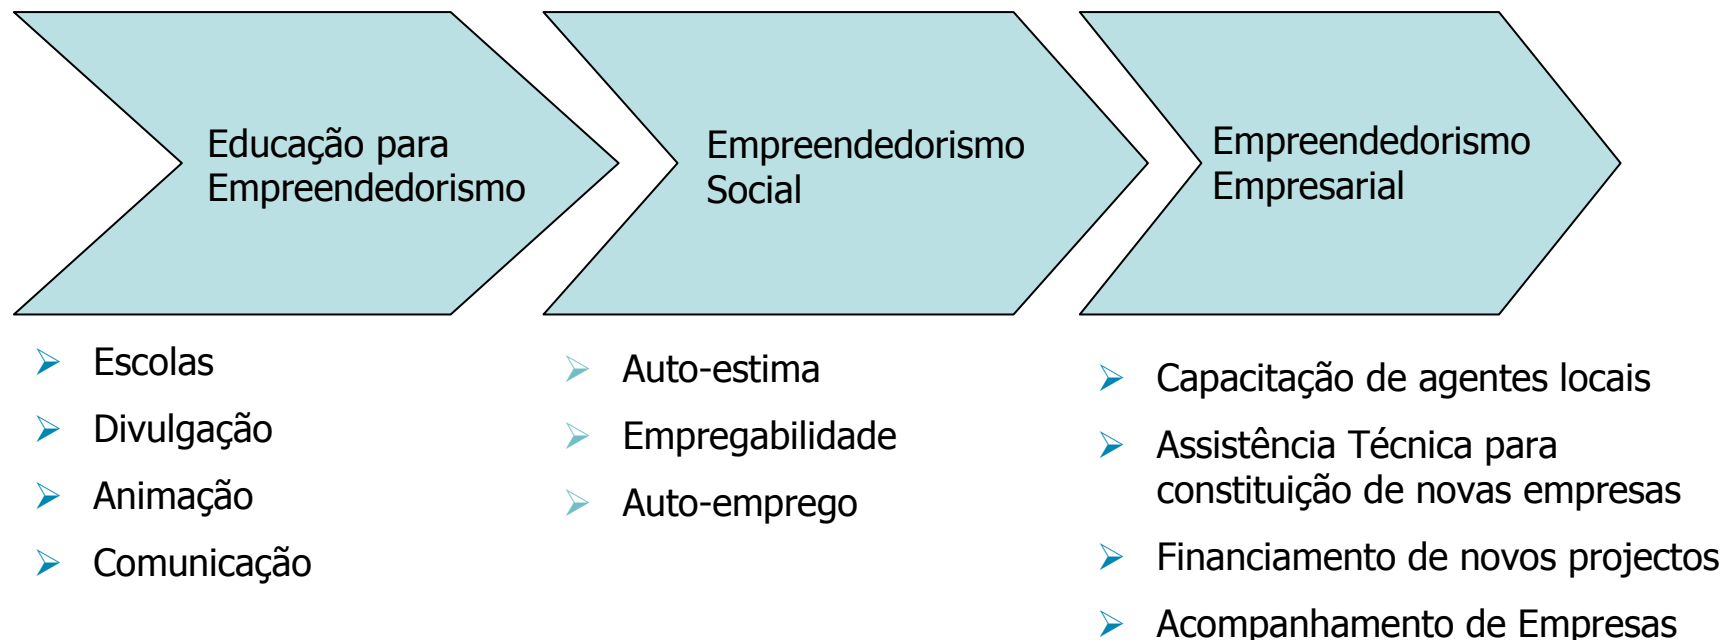 Educação para
Empreendedorismo
Escolas
Divulgação
Animação
Comunicação
Empreendedorismo
Social
Auto-estima
Empregabilidade
Auto-emprego
Empreendedorismo
Empresarial
Capacitação de agentes locais
Assistência Técnica para
constituição de novas empresas
Financiamento de novos projectos
Acompanhamento de Empresas